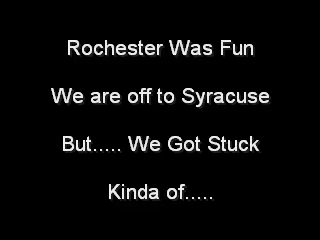 Rochester Was Fun
We are off to Syracuse
But..... We Got Stuck
Kinda of.....